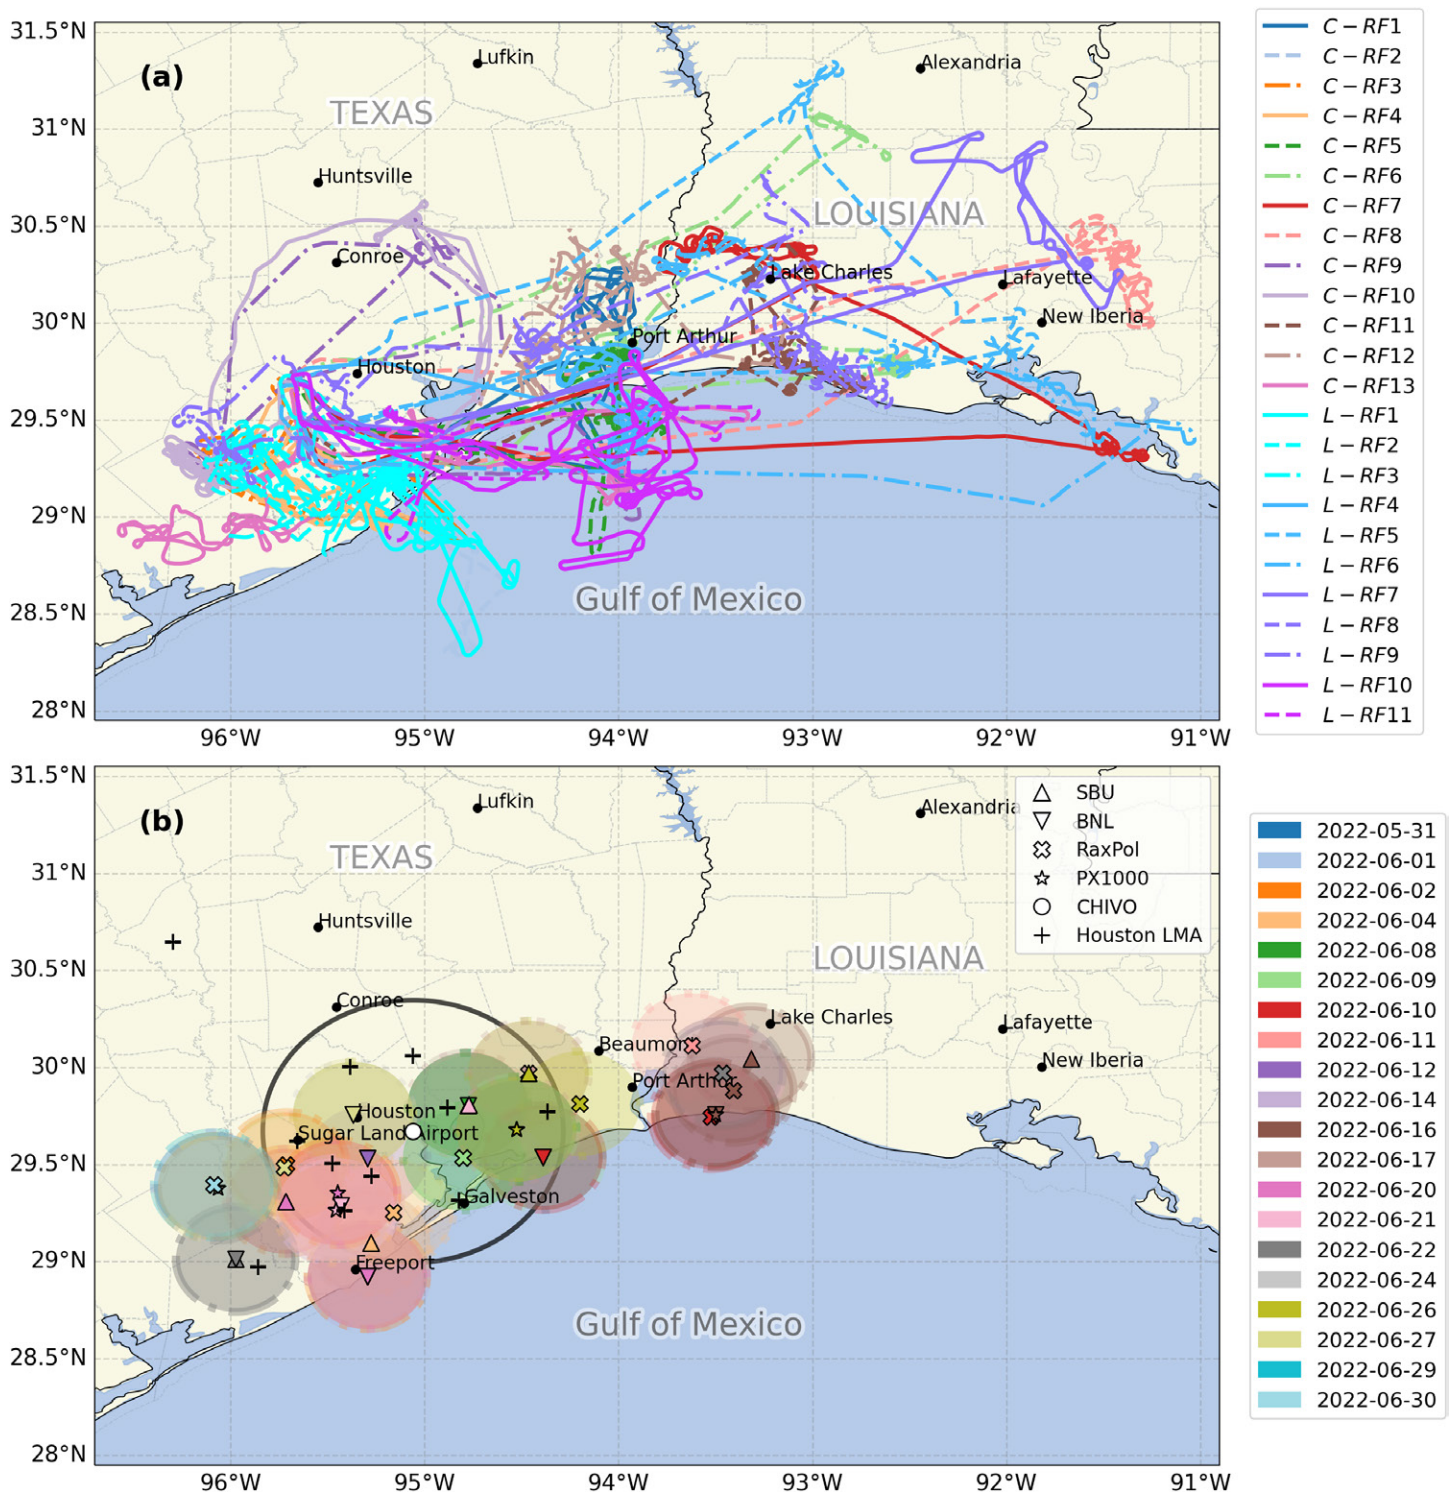 31.5°N
31°N
30.5°N
30°N
29.5°N
29°N
28.5°N
28°N
(a)
Lufkin
Alexandria
TEXAS
Huntsville
LOUISIANA
Conroe
Lake Charles
Lafayette
New Iberia
Port Arthur
Houston
Gulf of Mexico
96°W
95°W
94°W
93°W
92°W
91°W
C−RF1
C−RF2
C−RF3
C−RF4
C−RF5
C−RF6
C−RF7
C−RF8
C−RF9
C−RF10
C−RF11
C−RF12
C−RF13
L−RF1
L−RF2
L−RF3
L−RF4
L−RF5
L−RF6
L−RF7
L−RF8
L−RF9
L−RF10
L−RF11
31.5°N
31°N
30.5°N
30°N
29.5°N
29°N
28.5°N
28°N
(b)
Lufkin
Alexandria
TEXAS
Huntsville
LOUISIANA
Conroe
Lake Charles
Lafayette
Beaumont
New Iberia
Port Arthur
Houston
Sugar Land Airport
Galveston
Freeport
Gulf of Mexico
96°W
95°W
94°W
93°W
92°W
91°W
SBU
BNL
RaxPol
PX1000
CHIVO
Houston LMA
2022-05-31
2022-06-01
2022-06-02
2022-06-04
2022-06-08
2022-06-09
2022-06-10
2022-06-11
2022-06-12
2022-06-14
2022-06-16
2022-06-17
2022-06-20
2022-06-21
2022-06-22
2022-06-24
2022-06-26
2022-06-27
2022-06-29
2022-06-30